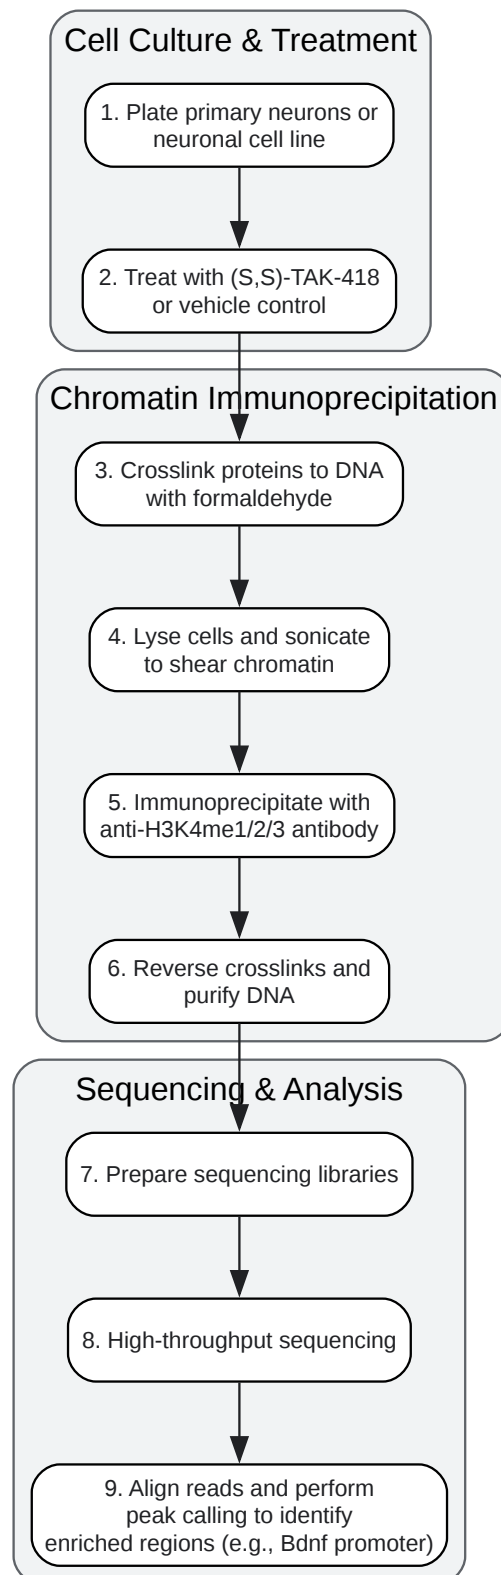 Cell Culture & Treatment
1. Plate primary neurons or
neuronal cell line
2. Treat with (S,S)-TAK-418
or vehicle control
Chromatin Immunoprecipitation
3. Crosslink proteins to DNA
with formaldehyde
4. Lyse cells and sonicate
to shear chromatin
5. Immunoprecipitate with
anti-H3K4me1/2/3 antibody
6. Reverse crosslinks and
purify DNA
Sequencing & Analysis
7. Prepare sequencing libraries
8. High-throughput sequencing
9. Align reads and perform
peak calling to identify
enriched regions (e.g., Bdnf promoter)